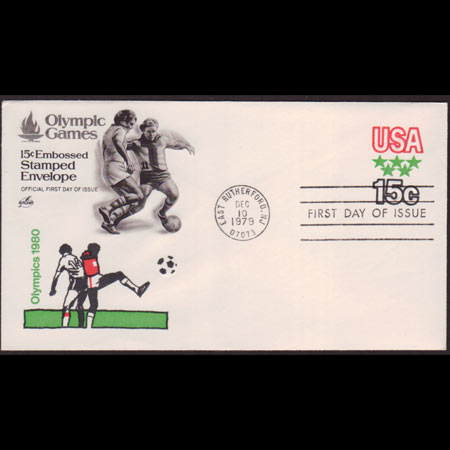 Olympic
Games
15c Embossed
Stamped
Envelope
OFFICIAL FIRST DAY OF ISSUE
Olympics 1980
EAST RUTHERFORD, NJ
DEC
10
1979
07073
USA
15c
FIRST DAY OF ISSUE